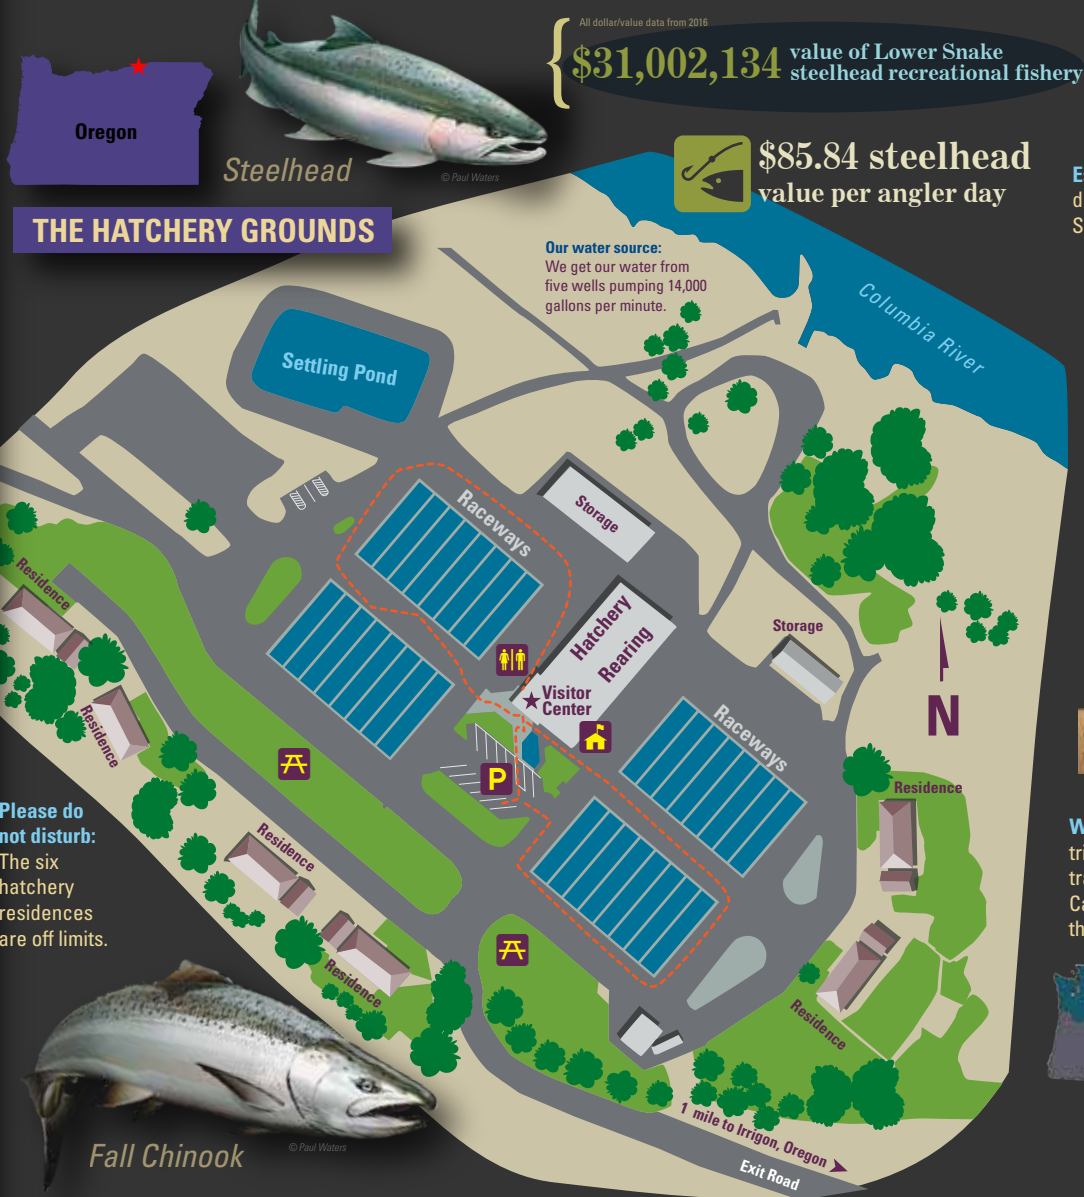 All dollar/value data from 2016
$31,002,134 value of Lower Snake
steelhead recreational fishery
Oregon
Steelhead
© Paul Waters
$85.84 steelhead
value per angler day
THE HATCHERY GROUNDS
Our water source:
We get our water from
five wells pumping 14,000
gallons per minute.
Columbia River
Settling Pond
Raceways
Storage
Residence
Hatchery
Rearing
Storage
Visitor
Center
N
Residence
Raceways
P
Residence
Please do
not disturb:
The six
hatchery
residences
are off limits.
Residence
Residence
Residence
1 mile to Irrigon, Oregon
Exit Road
Fall Chinook
© Paul Waters